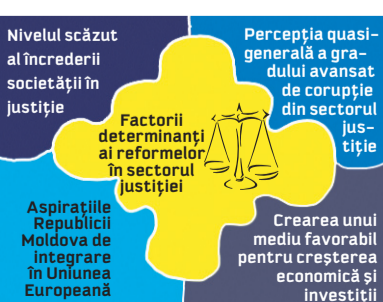 Nivelul scăzut
al încrederii
societății în
justiție
Percepția quasi-
generală a gra-
dului avansat
de corupție
din sectorul
jus-
tiție
Factorii
determinanți
ai reformelor
în sectorul
justiției
Aspirațiile
Republicii
Moldova de
integrare
în Uniunea
Europeană
Crearea unui
mediu favorabil
pentru creșterea
economică și
investiții